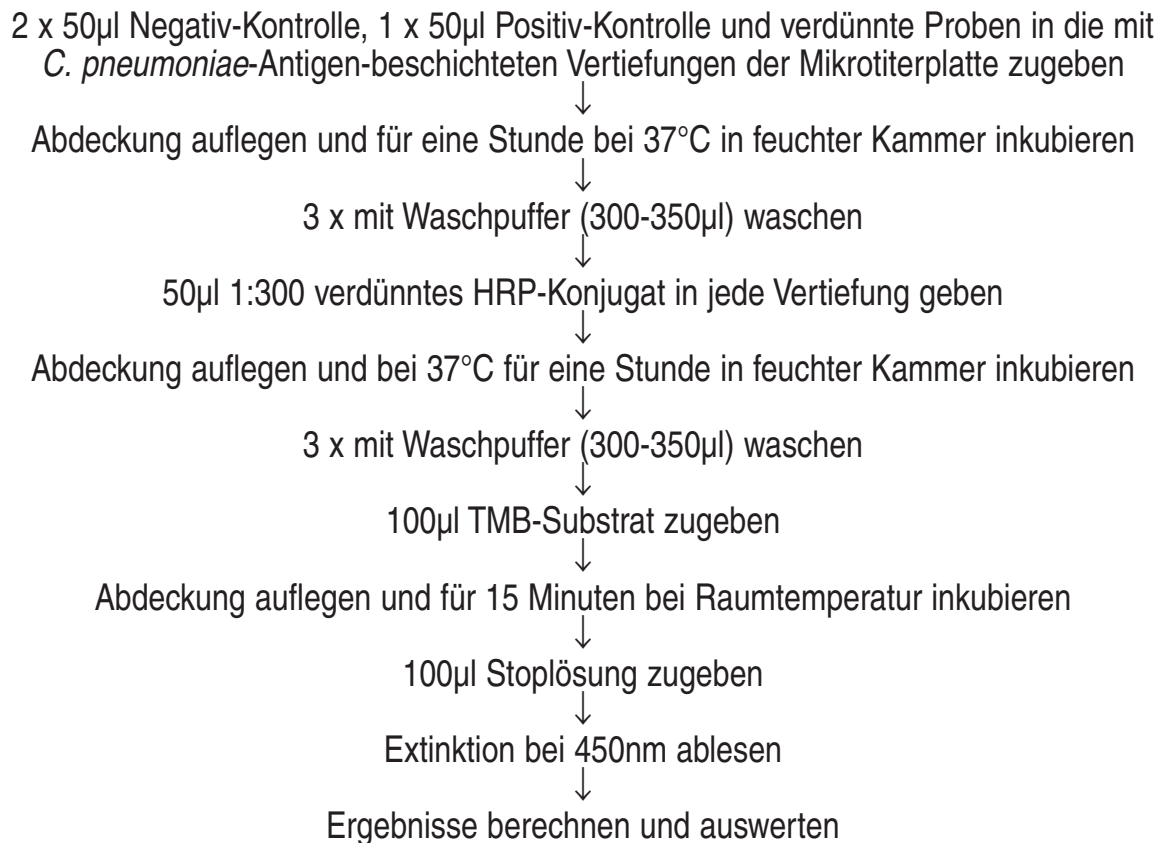 2 x 50µl Negativ-Kontrolle, 1 x 50µl Positiv-Kontrolle und verdünnte Proben in die mit
C. pneumoniae-Antigen-beschichteten Vertiefungen der Mikrotiterplatte zugeben
↓
Abdeckung auflegen und für eine Stunde bei 37°C in feuchter Kammer inkubieren
↓
3 x mit Waschpuffer (300-350µl) waschen
↓
50µl 1:300 verdünntes HRP-Konjugat in jede Vertiefung geben
↓
Abdeckung auflegen und bei 37°C für eine Stunde in feuchter Kammer inkubieren
↓
3 x mit Waschpuffer (300-350µl) waschen
↓
100µl TMB-Substrat zugeben
↓
Abdeckung auflegen und für 15 Minuten bei Raumtemperatur inkubieren
↓
100µl Stoplösung zugeben
↓
Extinktion bei 450nm ablesen
↓
Ergebnisse berechnen und auswerten